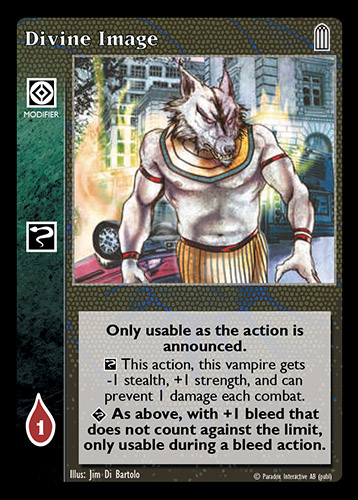 Divine Image
MODIFIER
Only usable as the action is
announced.
This action, this vampire gets
-1 stealth, +1 strength, and can
prevent 1 damage each combat.
As above, with +1 bleed that
does not count against the limit,
only usable during a bleed action.
1
Illus: Jim Di Bartolo
© Paradox Interactive AB (publ)